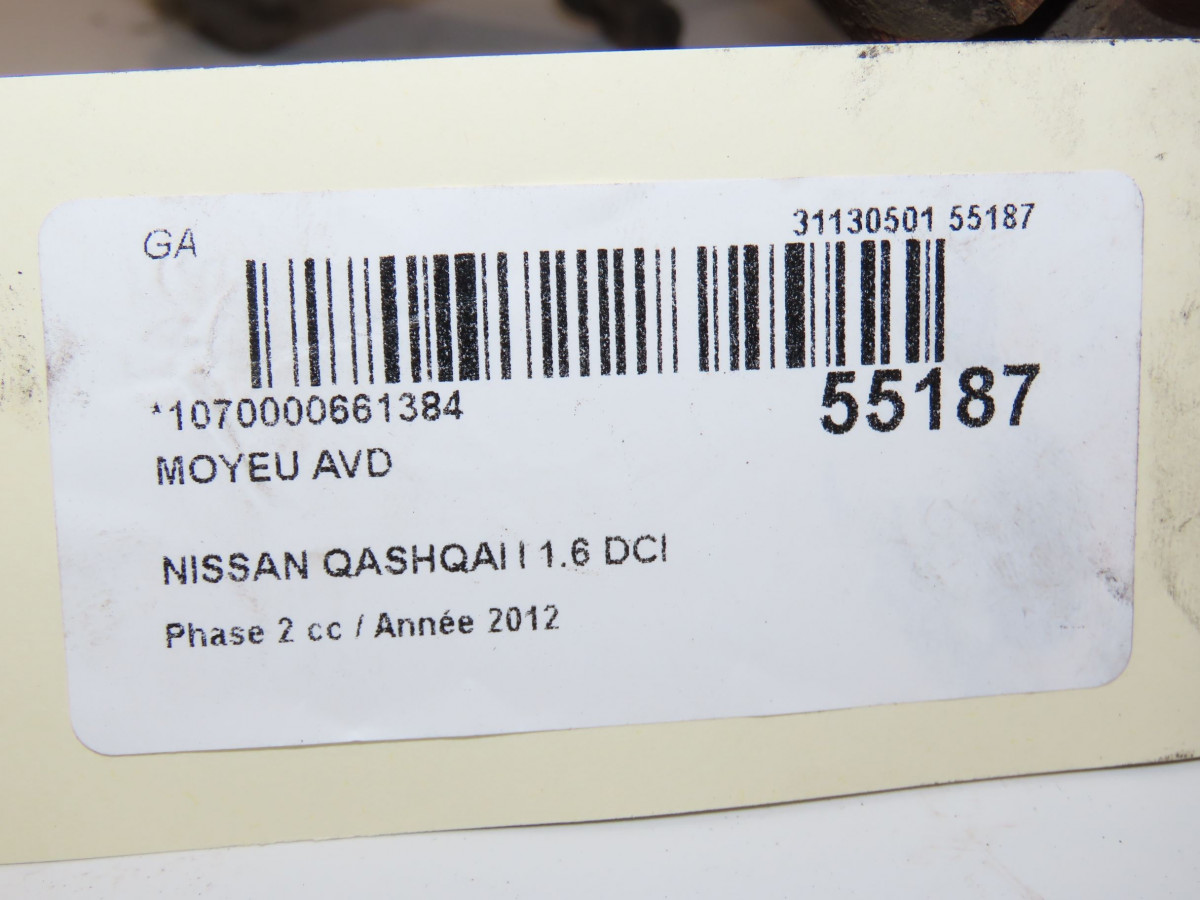 GA
31130501 55187
*1070000661384
55187
MOYEU AVD
NISSAN QASHQAI I 1.6 DCI
Phase 2 cc / Année 2012